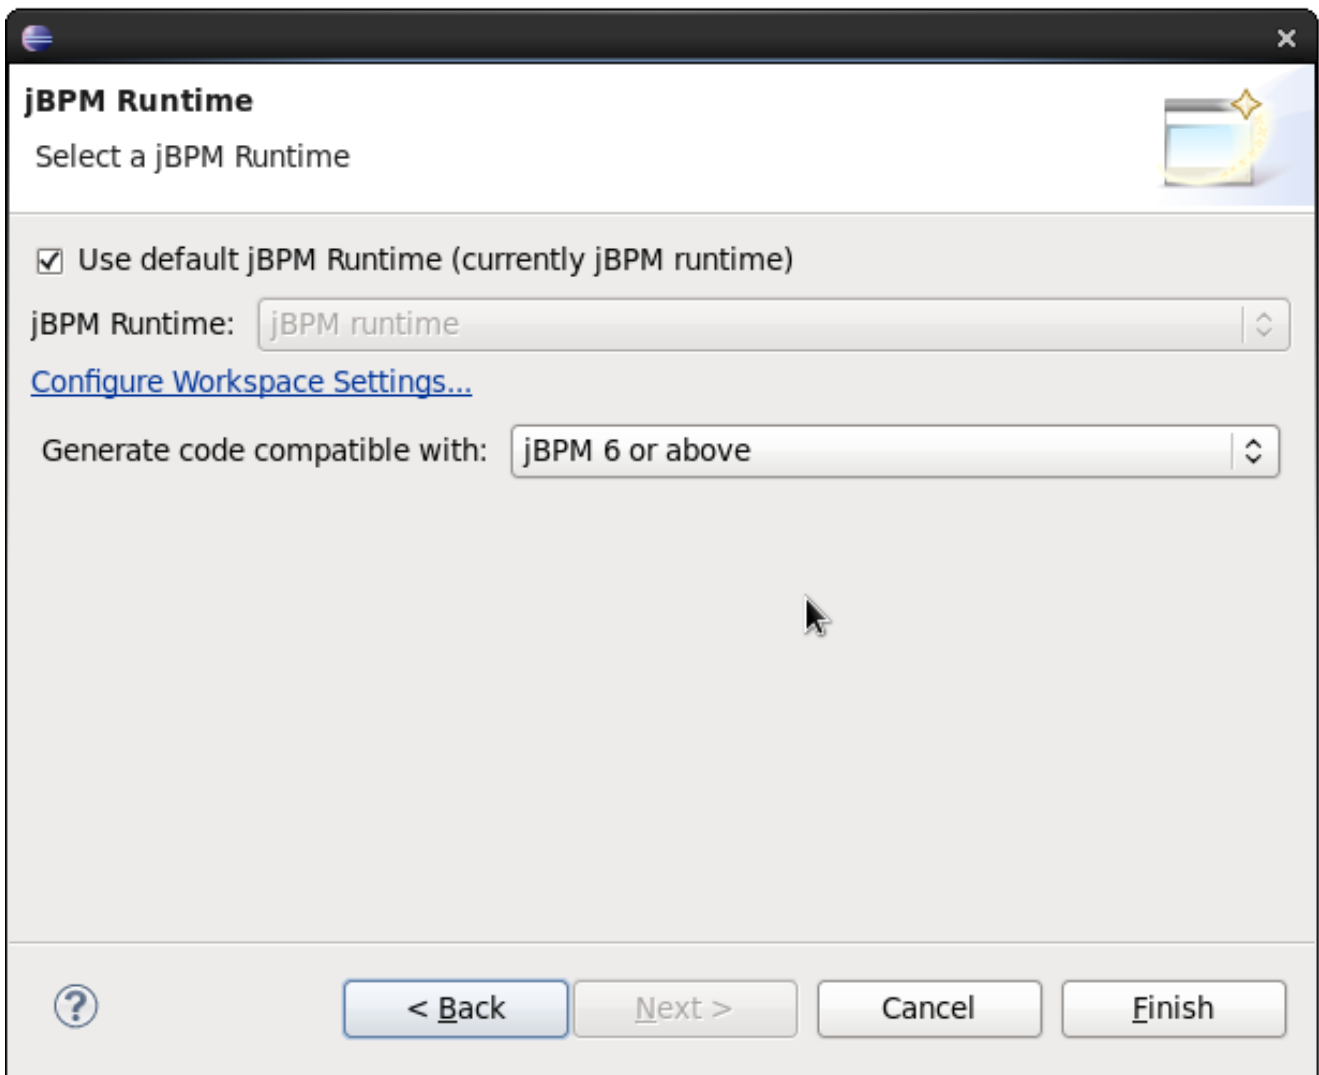 jBPM Runtime
Select a jBPM Runtime
Use default jBPM Runtime (currently jBPM runtime)
jBPM Runtime: jBPM runtime
Configure Workspace Settings...
Generate code compatible with: jBPM 6 or above
? < Back Next > Cancel Finish